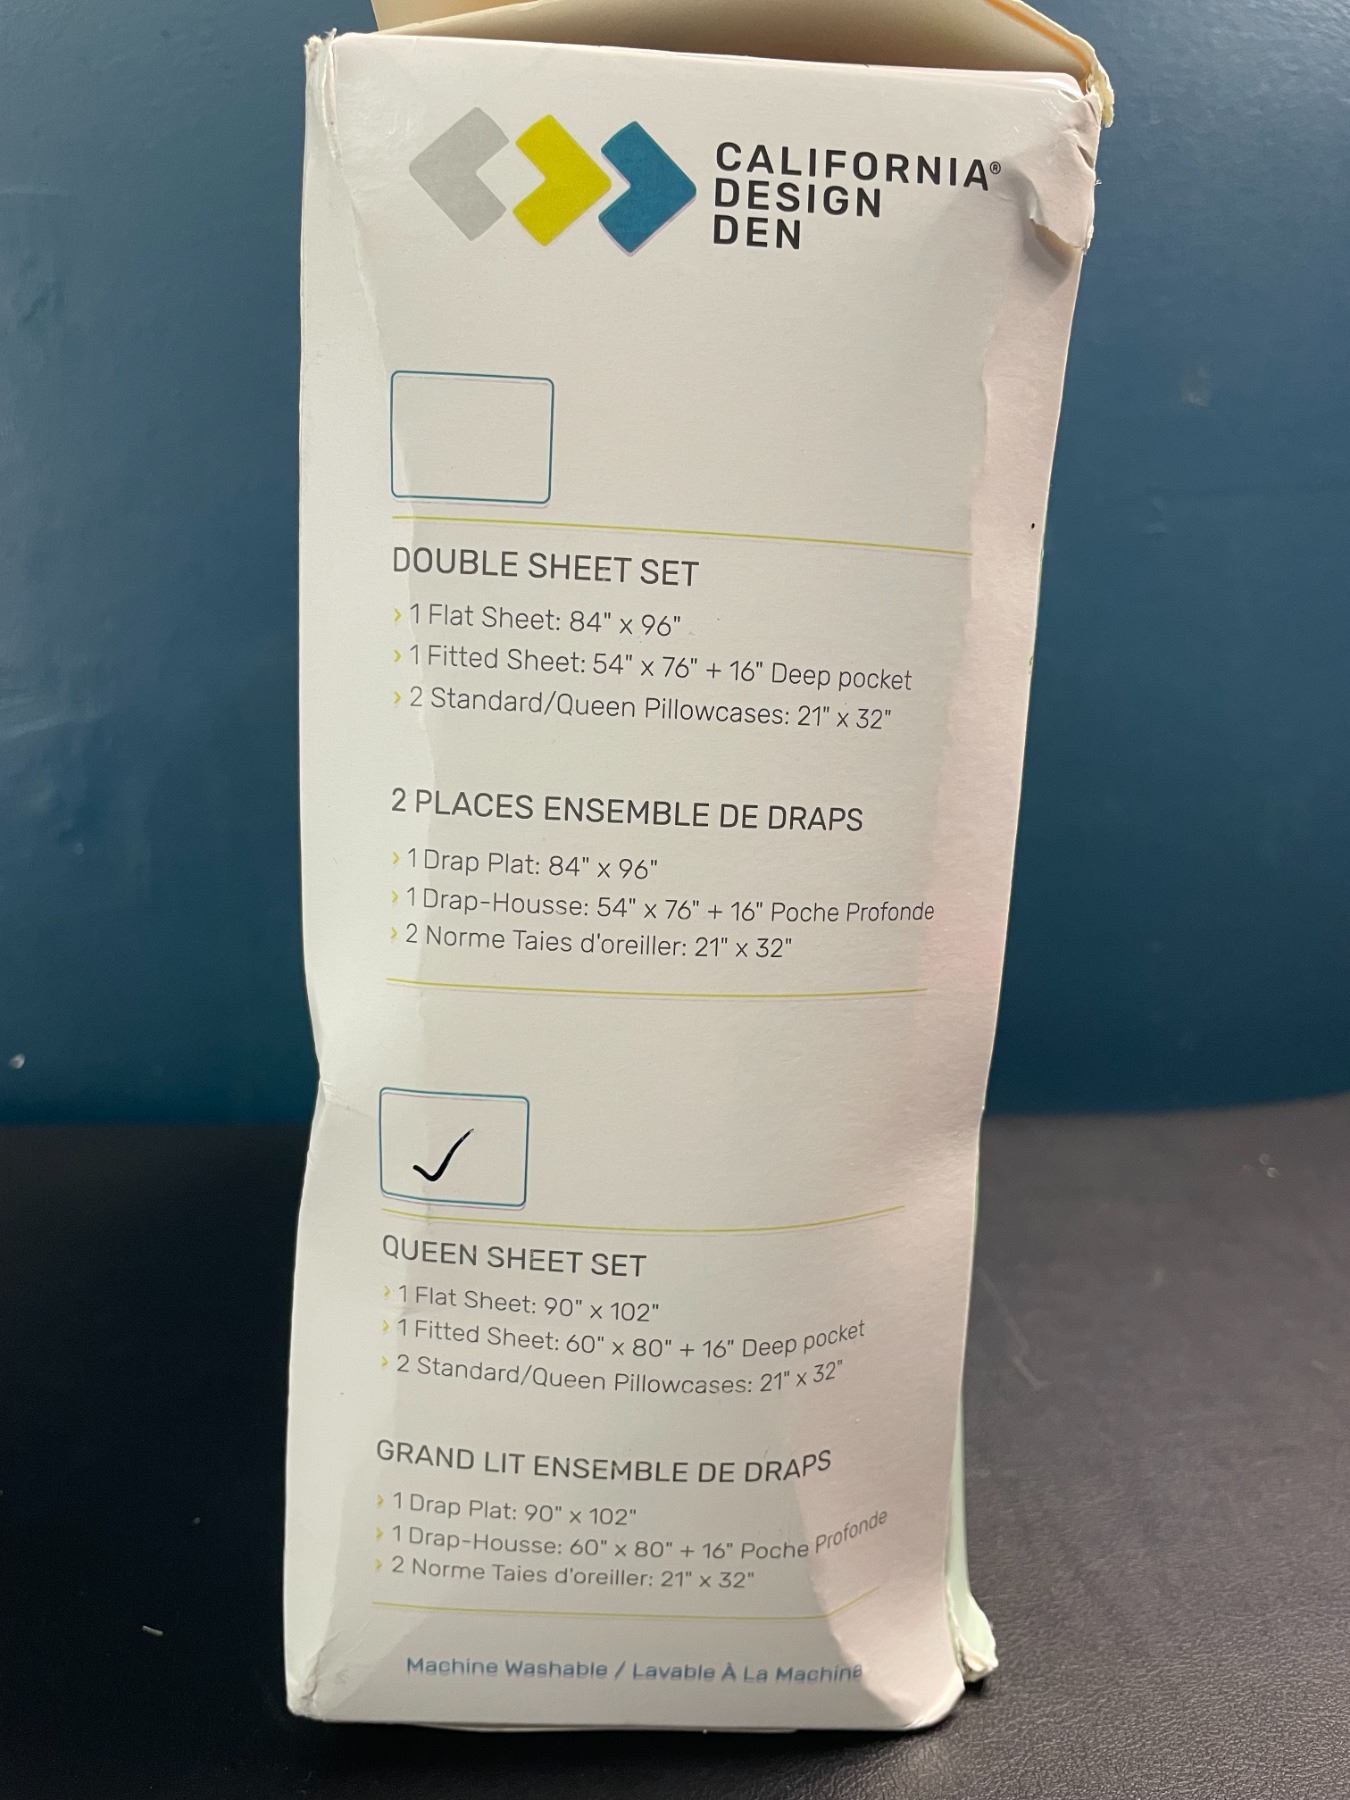 CALIFORNIA®
DESIGN
DEN
DOUBLE SHEET SET
› 1 Flat Sheet: 84" x 96"
› 1 Fitted Sheet: 54" x 76" + 16" Deep pocket
› 2 Standard/Queen Pillowcases: 21" x 32"
2 PLACES ENSEMBLE DE DRAPS
› 1 Drap Plat: 84" x 96"
› 1 Drap-Housse: 54" x 76" + 16" Poche Profonde
› 2 Norme Taies d'oreiller: 21" x 32"
✓
QUEEN SHEET SET
› 1 Flat Sheet: 90" x 102"
› 1 Fitted Sheet: 60" x 80" + 16" Deep pocket
› 2 Standard/Queen Pillowcases: 21" x 32"
GRAND LIT ENSEMBLE DE DRAPS
› 1 Drap Plat: 90" x 102"
› 1 Drap-Housse: 60" x 80" + 16" Poche Profonde
› 2 Norme Taies d'oreiller: 21" x 32"
Machine Washable / Lavable À La Machine